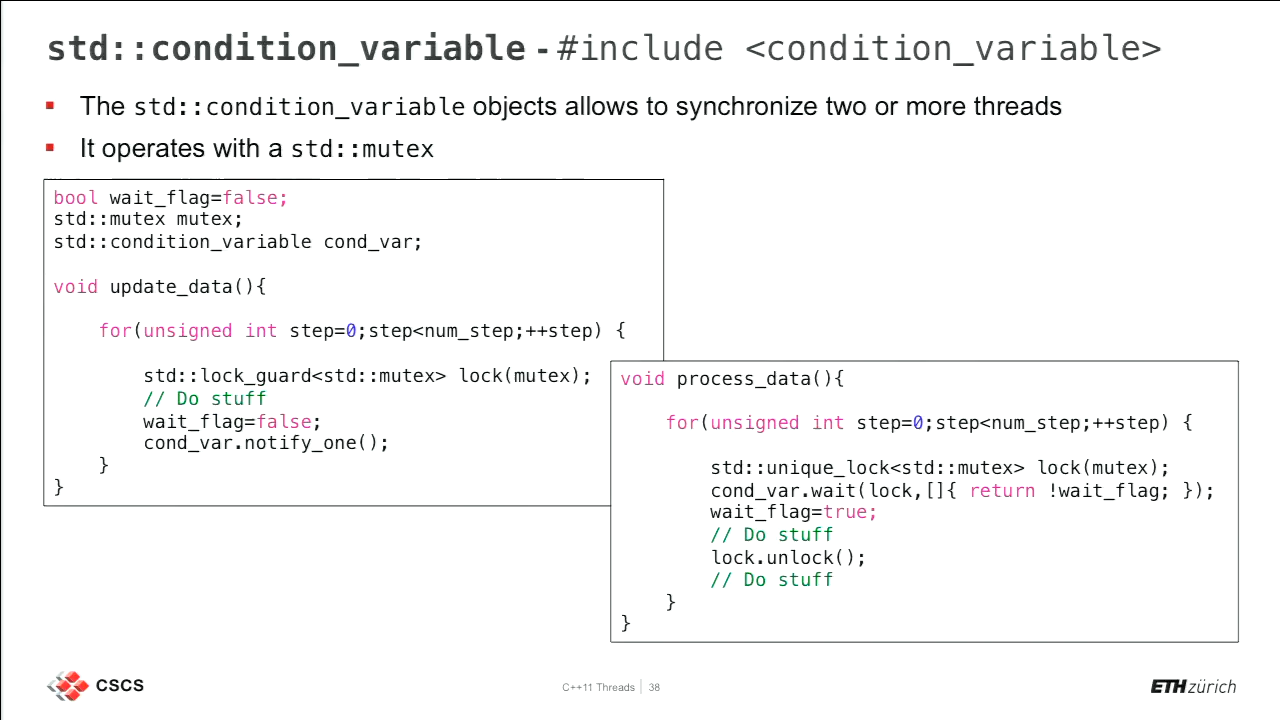 std::condition_variable - #include <condition_variable>
The std::condition_variable objects allows to synchronize two or more threads
It operates with a std::mutex
bool wait_flag=false;
std::mutex mutex;
std::condition_variable cond_var;
void update_data(){
for(unsigned int step=0;step<num_step;++step) {
std::lock_guard<std::mutex> lock(mutex);
// Do stuff
wait_flag=false;
cond_var.notify_one();
}
}
void process_data(){
for(unsigned int step=0;step<num_step;++step) {
std::unique_lock<std::mutex> lock(mutex);
cond_var.wait(lock,[]{ return !wait_flag; });
wait_flag=true;
// Do stuff
lock.unlock();
// Do stuff
}
}
CSCS
C++11 Threads | 38
ETH zürich